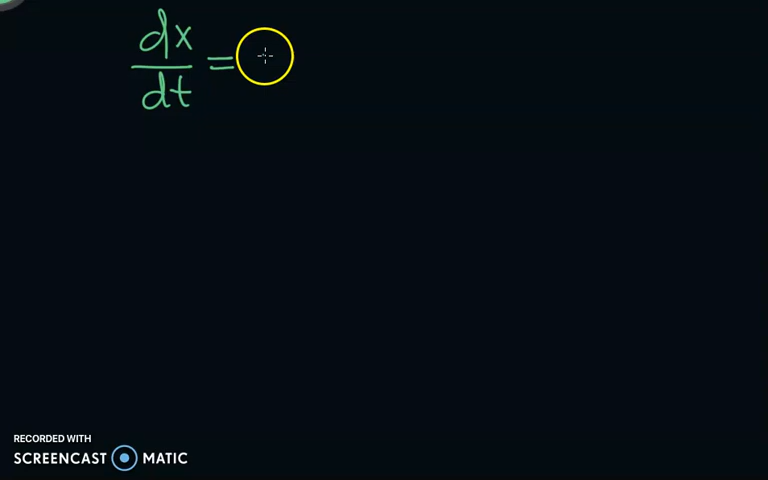 dx
dt =
RECORDED WITH
SCREENCAST MATIC